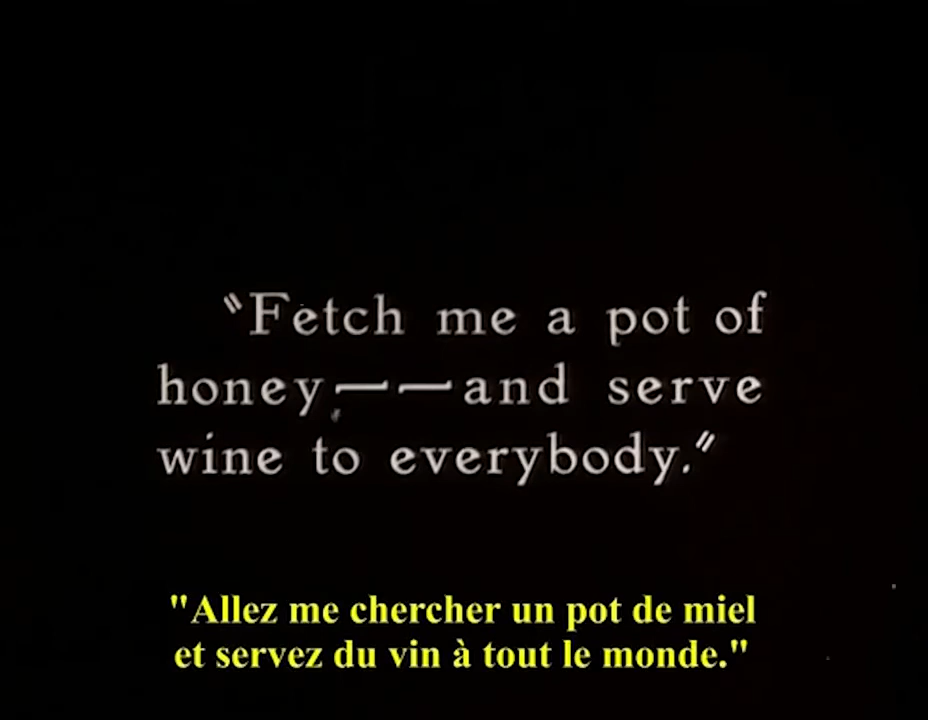 "Fetch me a pot of
honey,——and serve
wine to everybody."
"Allez me chercher un pot de miel
et servez du vin à tout le monde."